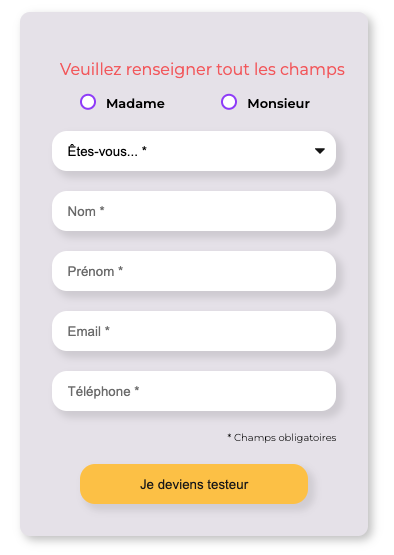 Veuillez renseigner tout les champs
Madame Monsieur
Êtes-vous... *
Nom *
Prénom *
Email *
Téléphone *
* Champs obligatoires
Je deviens testeur